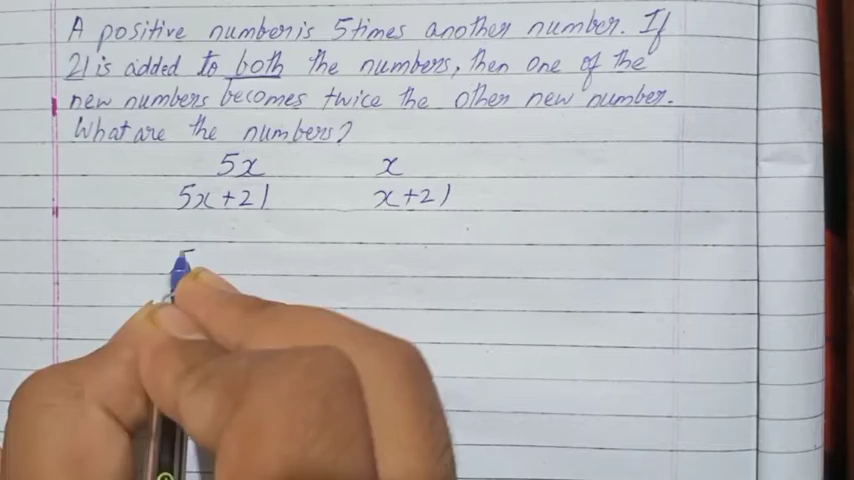 A positive number is 5 times another number. If
21 is added to both the numbers, then one of the
new numbers becomes twice the other new number.
What are the numbers?
5x x
5x+21 x+21